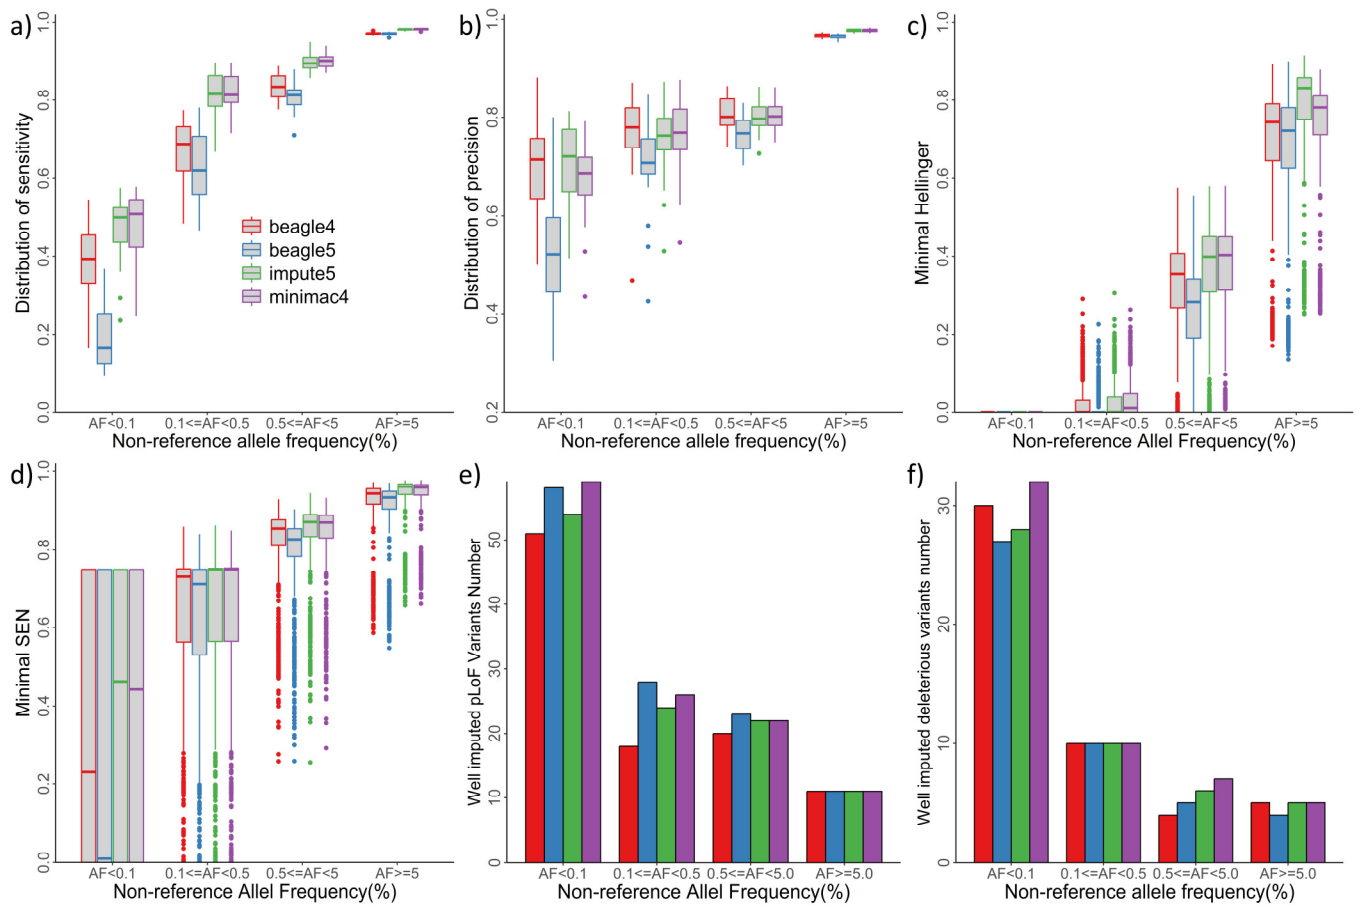 a)
Distribution of sensitivity
1.0
0.8
0.6
0.4
0.2
0.0
beagle4
beagle5
impute5
minimac4
AF<0.1
0.1<=AF<0.5
0.5<=AF<5
AF>=5
Non-reference allele frequency(%)
b)
Distribution of precision
1.0
0.8
0.6
0.4
0.2
AF<0.1
0.1<=AF<0.5
0.5<=AF<5
AF>=5
Non-reference allele frequency(%)
c)
Minimal Hellinger
1.0
0.8
0.6
0.4
0.2
0.0
AF<0.1
0.1<=AF<0.5
0.5<=AF<5
AF>=5
Non-reference Allel Frequency(%)
d)
Minimal SEN
1.0
0.8
0.6
0.4
0.2
0.0
AF<0.1
0.1<=AF<0.5
0.5<=AF<5
AF>=5
Non-reference Allel Frequency(%)
e)
Well imputed pLoF Variants Number
50
40
30
20
10
0
AF<0.1
0.1<=AF<0.5
0.5<=AF<5.0
AF>=5.0
Non-reference Allel Frequency(%)
f)
Well imputed deleterious variants number
30
20
10
0
AF<0.1
0.1<=AF<0.5
0.5<=AF<5.0
AF>=5.0
Non-reference allele frequency(%)